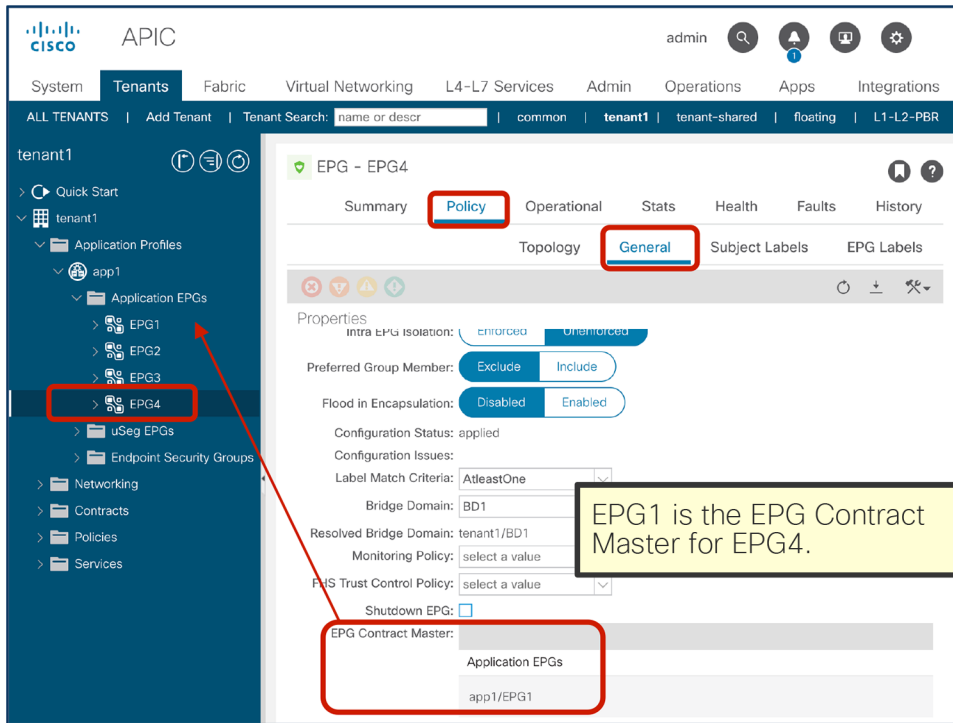 cisco APIC admin
1
System Tenants Fabric Virtual Networking L4-L7 Services Admin Operations Apps Integrations
ALL TENANTS | Add Tenant | Tenant Search: name or descr | common | tenant1 | tenant-shared | floating | L1-L2-PBR
tenant1
Quick Start
tenant1
Application Profiles
app1
Application EPGs
EPG1
EPG2
EPG3
EPG4
uSeg EPGs
Endpoint Security Groups
Networking
Contracts
Policies
Services
EPG - EPG4
Summary Policy Operational Stats Health Faults History
Topology General Subject Labels EPG Labels
Properties
Intra EPG Isolation: Enforced Unenforced
Preferred Group Member: Exclude Include
Flood in Encapsulation: Disabled Enabled
Configuration Status: applied
Configuration Issues:
Label Match Criteria: AtleastOne
Bridge Domain: BD1
Resolved Bridge Domain: tenant1/BD1
Monitoring Policy: select a value
FHS Trust Control Policy: select a value
Shutdown EPG:
EPG Contract Master:
Application EPGs
app1/EPG1
EPG1 is the EPG Contract
Master for EPG4.